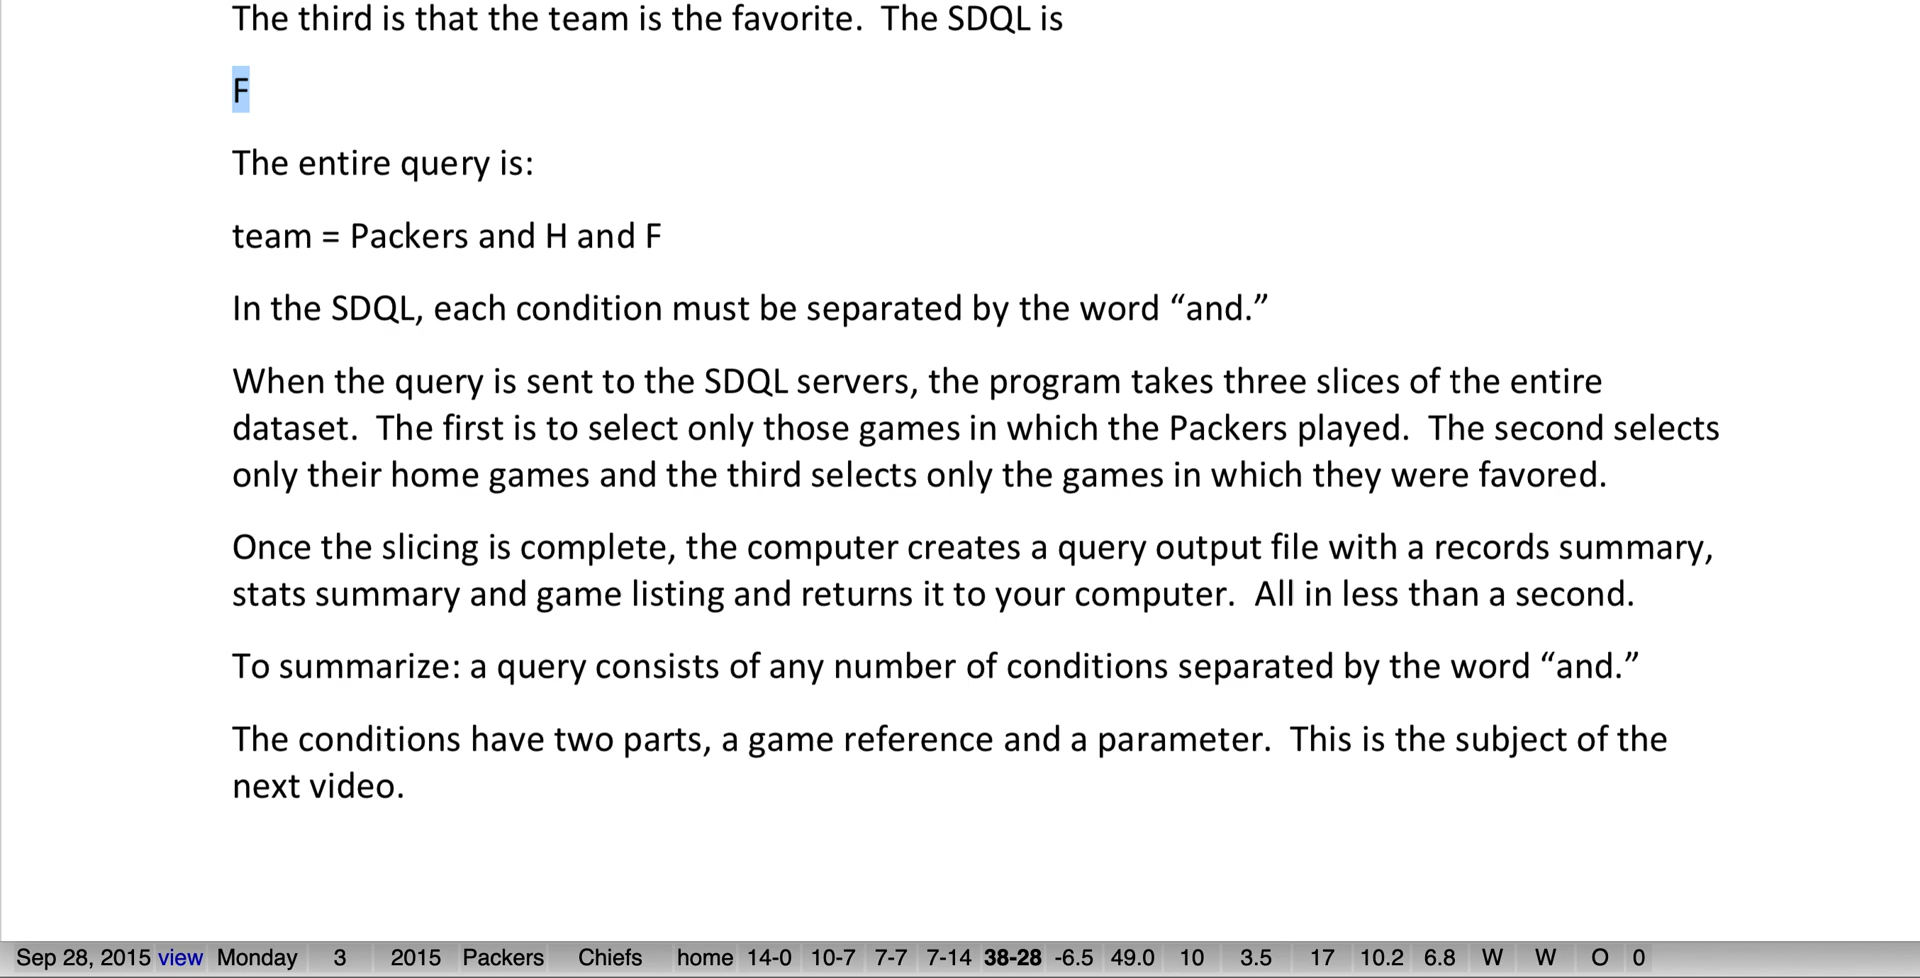 The third is that the team is the favorite.  The SDQL is
F
The entire query is:
team = Packers and H and F
In the SDQL, each condition must be separated by the word “and.”
When the query is sent to the SDQL servers, the program takes three slices of the entire
dataset.  The first is to select only those games in which the Packers played.  The second selects
only their home games and the third selects only the games in which they were favored.
Once the slicing is complete, the computer creates a query output file with a records summary,
stats summary and game listing and returns it to your computer.  All in less than a second.
To summarize: a query consists of any number of conditions separated by the word “and.”
The conditions have two parts, a game reference and a parameter.  This is the subject of the
next video.
Sep 28, 2015 view Monday 3 2015 Packers Chiefs home 14-0 10-7 7-7 7-14 38-28 -6.5 49.0 10 3.5 17 10.2 6.8 W W O 0